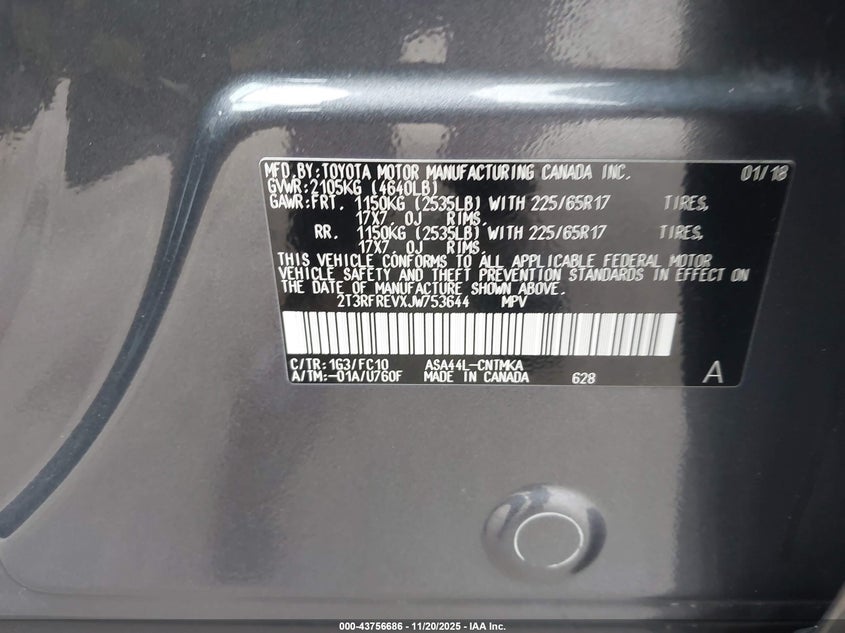 MFD.BY:TOYOTA MOTOR MANUFACTURING CANADA INC. 01/18
GVWR:2105KG (4640LB)
GAWR:FRT. 1150KG (2535LB) WITH 225/65R17 TIRES,
17X7.0J RIMS.
RR. 1150KG (2535LB) WITH 225/65R17 TIRES,
17X7.0J RIMS.
THIS VEHICLE CONFORMS TO ALL APPLICABLE FEDERAL MOTOR
VEHICLE SAFETY AND THEFT PREVENTION STANDARDS IN EFFECT ON
THE DATE OF MANUFACTURE SHOWN ABOVE.
2T3RFREVXJW753644 MPV
C/TR:1G3/FC10 ASA44L-CNTMKA
A/TM:-01A/U760F MADE IN CANADA 628 A
000-43756686 - 11/20/2025 - IAA Inc.